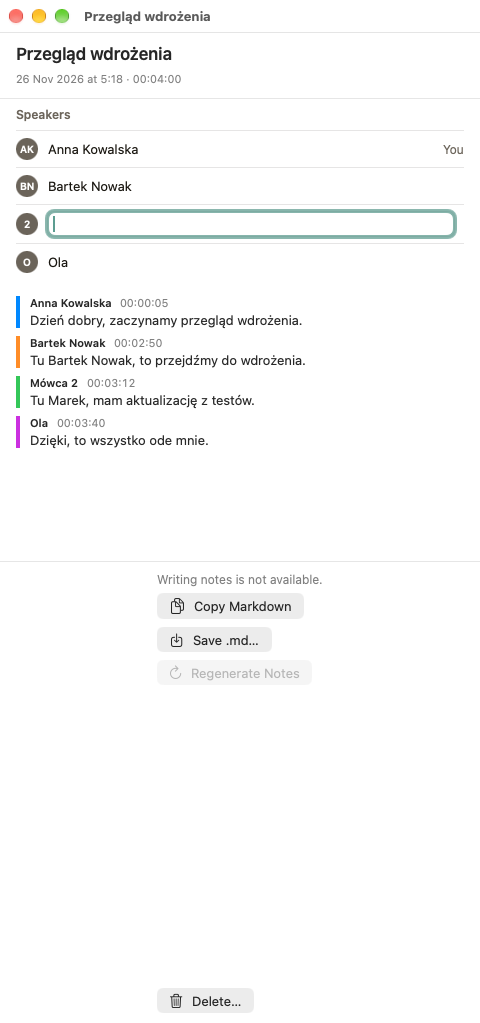 Przegląd wdrożenia
Przegląd wdrożenia
26 Nov 2026 at 5:18 · 00:04:00
Speakers
AK Anna Kowalska You
BN Bartek Nowak
2
O Ola
Anna Kowalska 00:00:05
Dzień dobry, zaczynamy przegląd wdrożenia.
Bartek Nowak 00:02:50
Tu Bartek Nowak, to przejdźmy do wdrożenia.
Mówca 2 00:03:12
Tu Marek, mam aktualizację z testów.
Ola 00:03:40
Dzięki, to wszystko ode mnie.
Writing notes is not available.
Copy Markdown
Save .md...
Regenerate Notes
Delete...